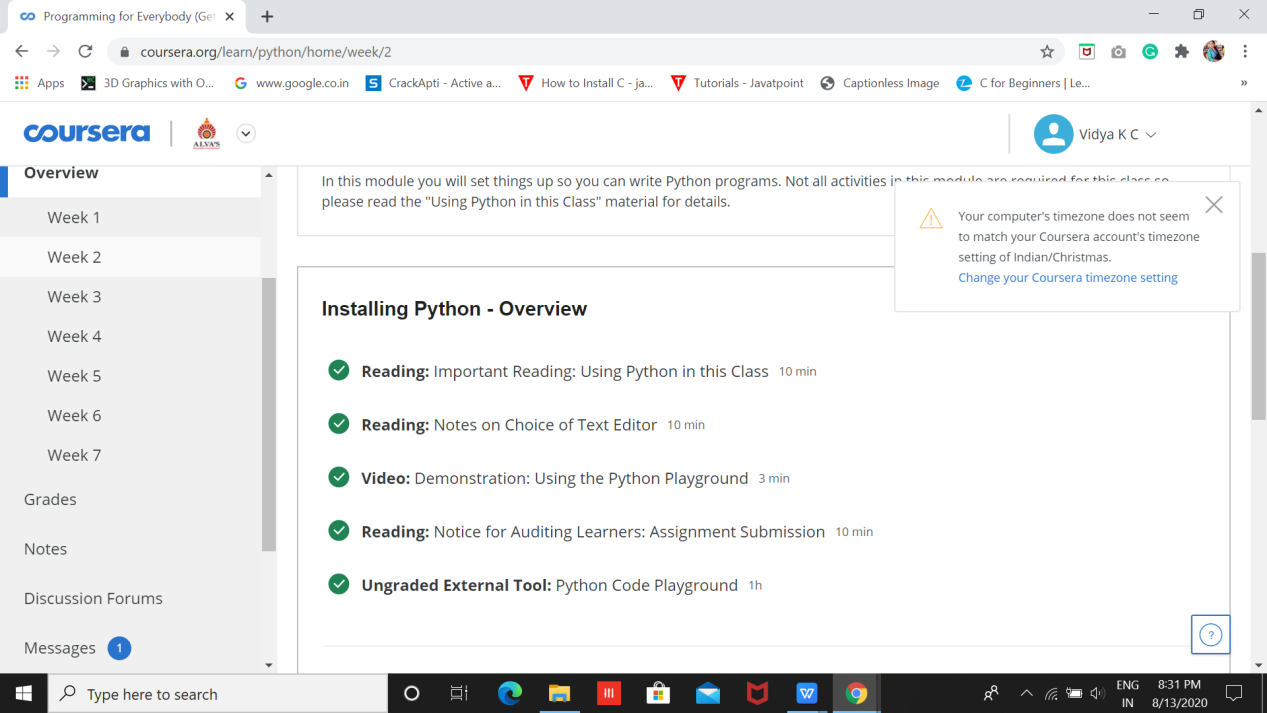 Programming for Everybody (Get
coursera.org/learn/python/home/week/2
Apps
3D Graphics with O...
www.google.co.in
CrackApti - Active a...
How to Install C - ja...
Tutorials - Javatpoint
Captionless Image
C for Beginners | Le...
»
coursera
ALVA'S
Vidya K C
Overview
Week 1
Week 2
Week 3
Week 4
Week 5
Week 6
Week 7
Grades
Notes
Discussion Forums
Messages 1
In this module you will set things up so you can write Python programs. Not all activities in this module are required for this class so
please read the "Using Python in this Class" material for details.
Your computer's timezone does not seem
to match your Coursera account's timezone
setting of Indian/Christmas.
Change your Coursera timezone setting
Installing Python - Overview
Reading: Important Reading: Using Python in this Class 10 min
Reading: Notes on Choice of Text Editor 10 min
Video: Demonstration: Using the Python Playground 3 min
Reading: Notice for Auditing Learners: Assignment Submission 10 min
Ungraded External Tool: Python Code Playground 1h
?
Type here to search
ENG
IN
8:31 PM
8/13/2020